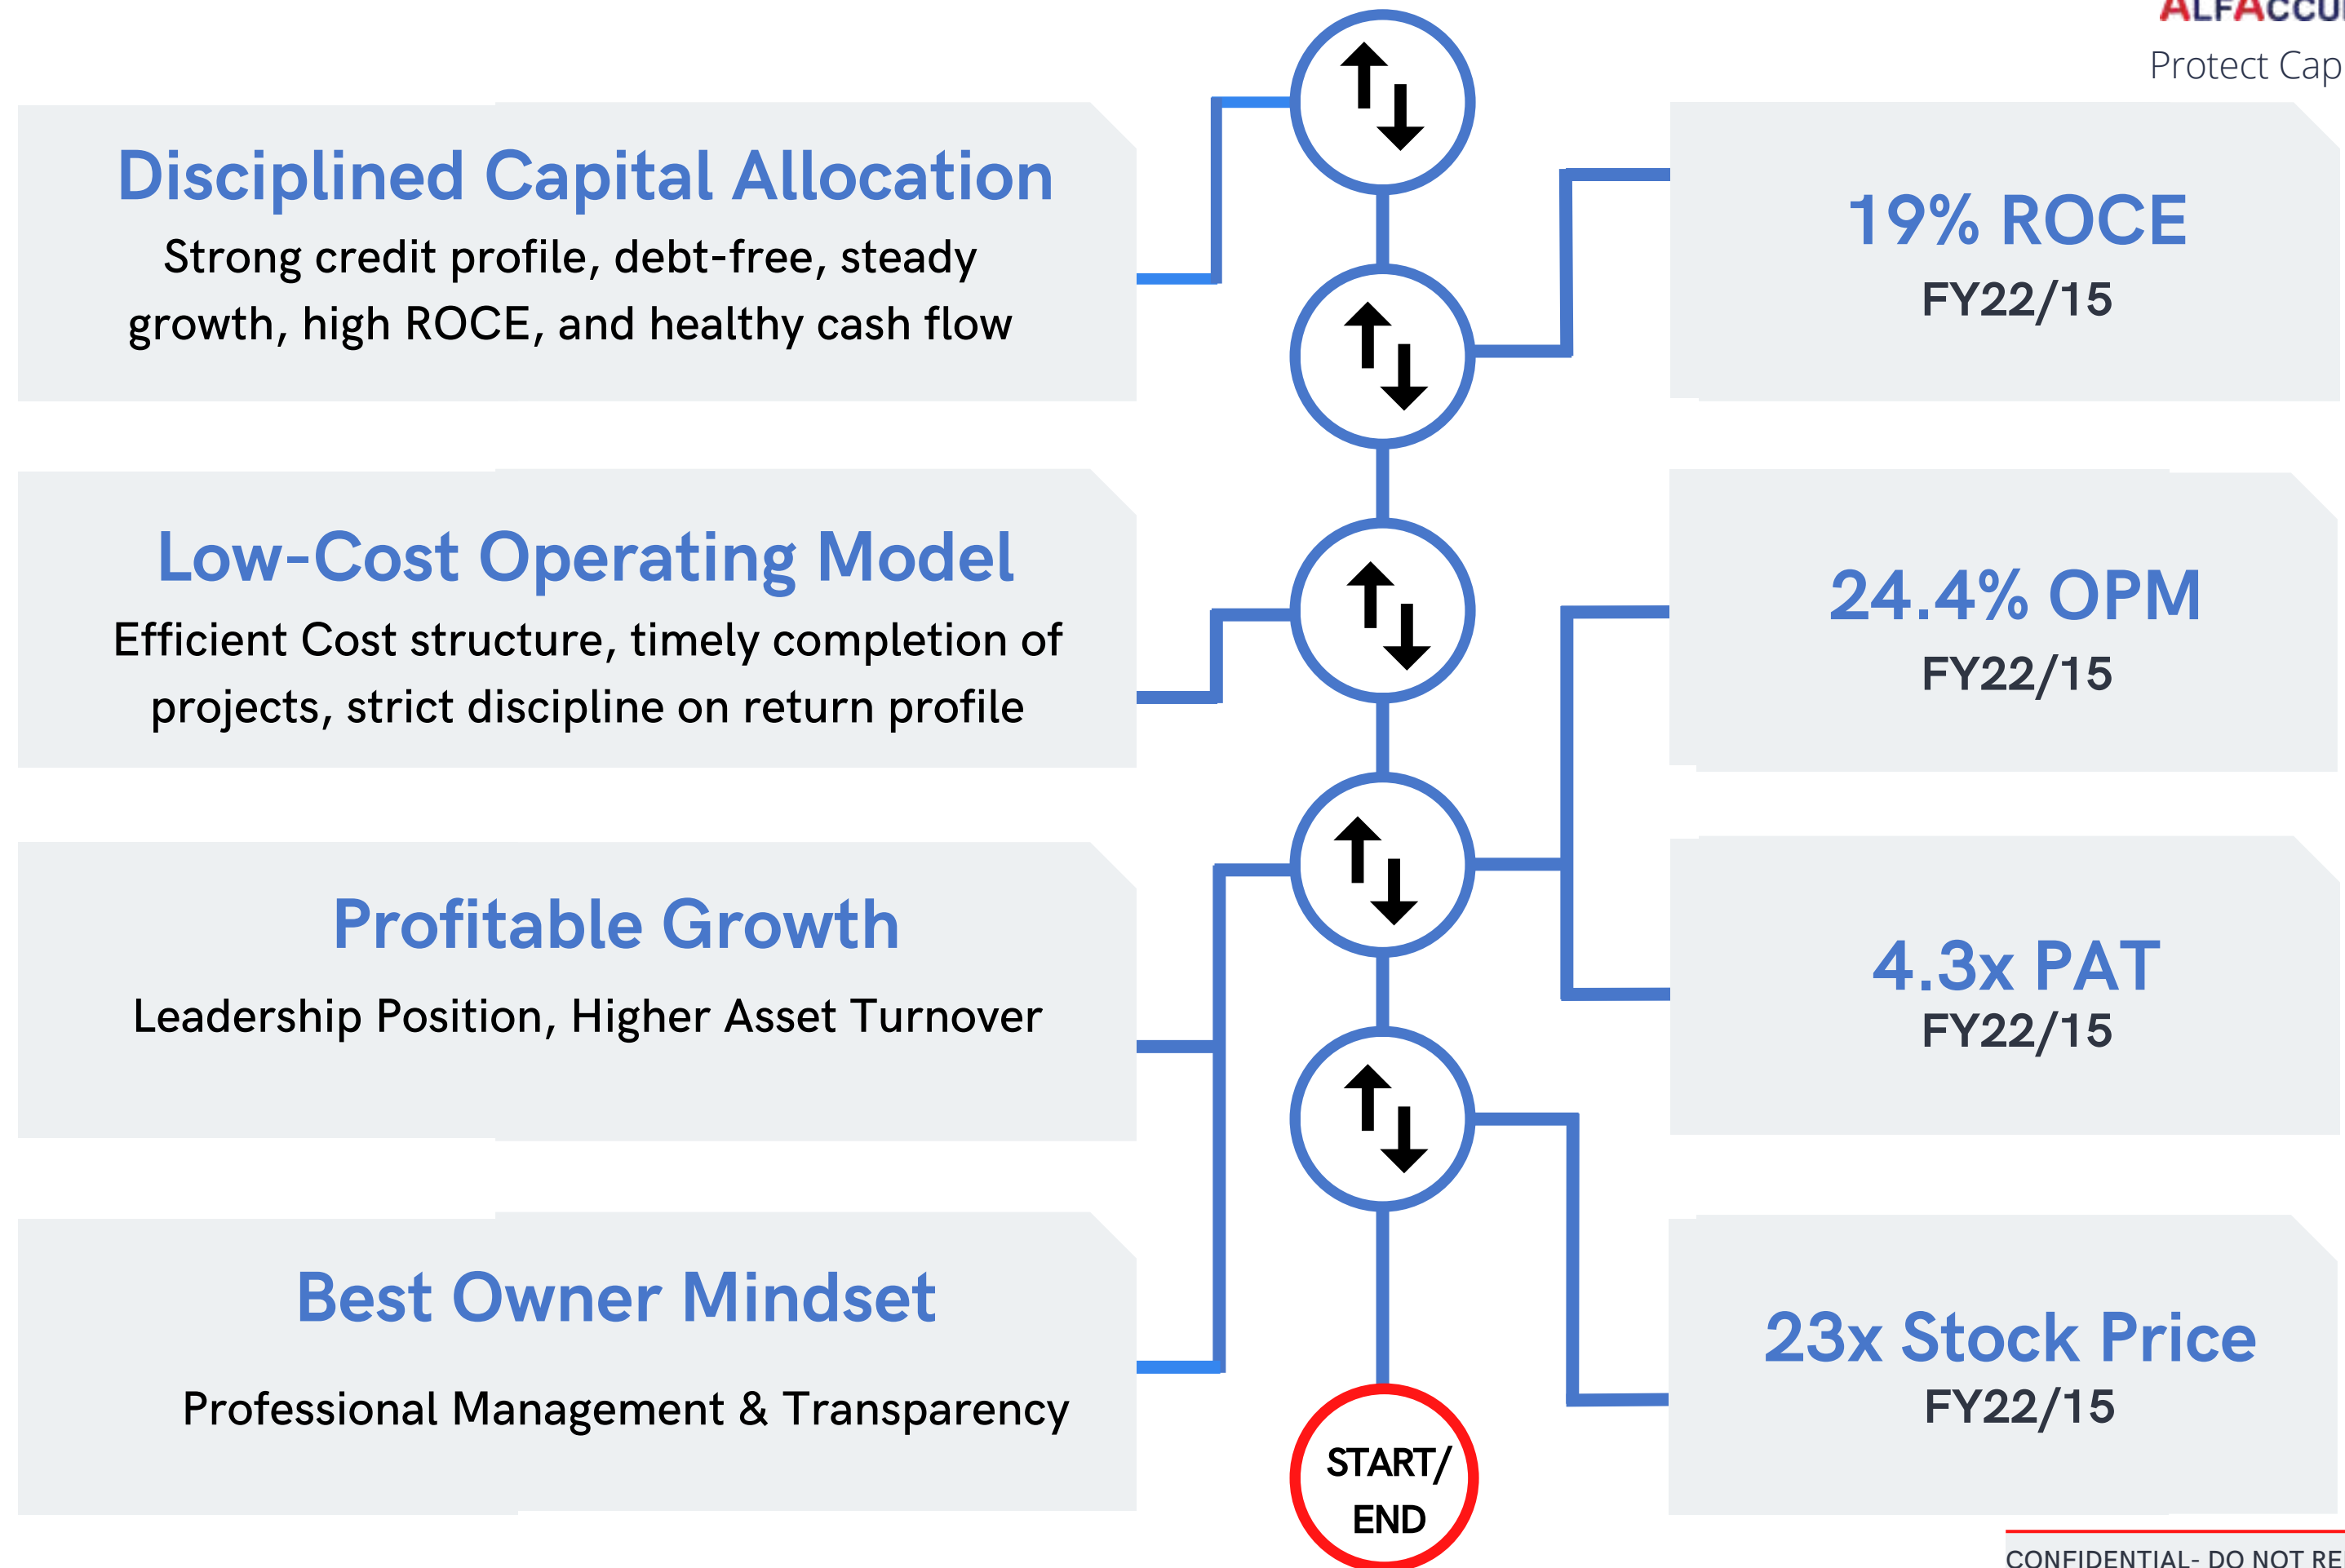 Protect Cap
Disciplined Capital Allocation
Strong credit profile, debt-free, steady
growth, high ROCE, and healthy cash flow
19% ROCE
FY22/15
Low-Cost Operating Model
Efficient Cost structure, timely completion of
projects, strict discipline on return profile
24.4% OPM
FY22/15
Profitable Growth
Leadership Position, Higher Asset Turnover
4.3x PAT
FY22/15
Best Owner Mindset
Professional Management & Transparency
23x Stock Price
FY22/15
START/
END
CONFIDENTIAL- DO NOT